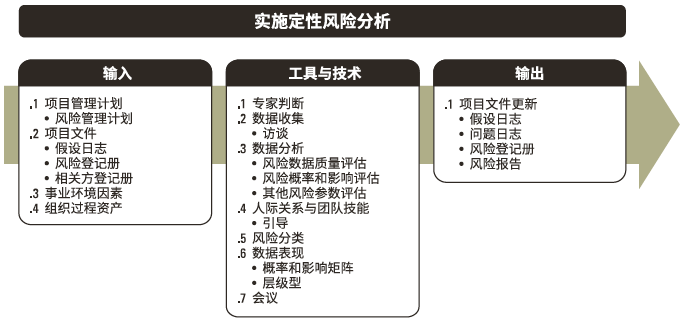 实施定性风险分析
输入
.1 项目管理计划
• 风险管理计划
.2 项目文件
• 假设日志
• 风险登记册
• 相关方登记册
.3 事业环境因素
.4 组织过程资产
工具与技术
.1 专家判断
.2 数据收集
• 访谈
.3 数据分析
• 风险数据质量评估
• 风险概率和影响评估
• 其他风险参数评估
.4 人际关系与团队技能
• 引导
.5 风险分类
.6 数据表现
• 概率和影响矩阵
• 层级型
.7 会议
输出
.1 项目文件更新
• 假设日志
• 问题日志
• 风险登记册
• 风险报告